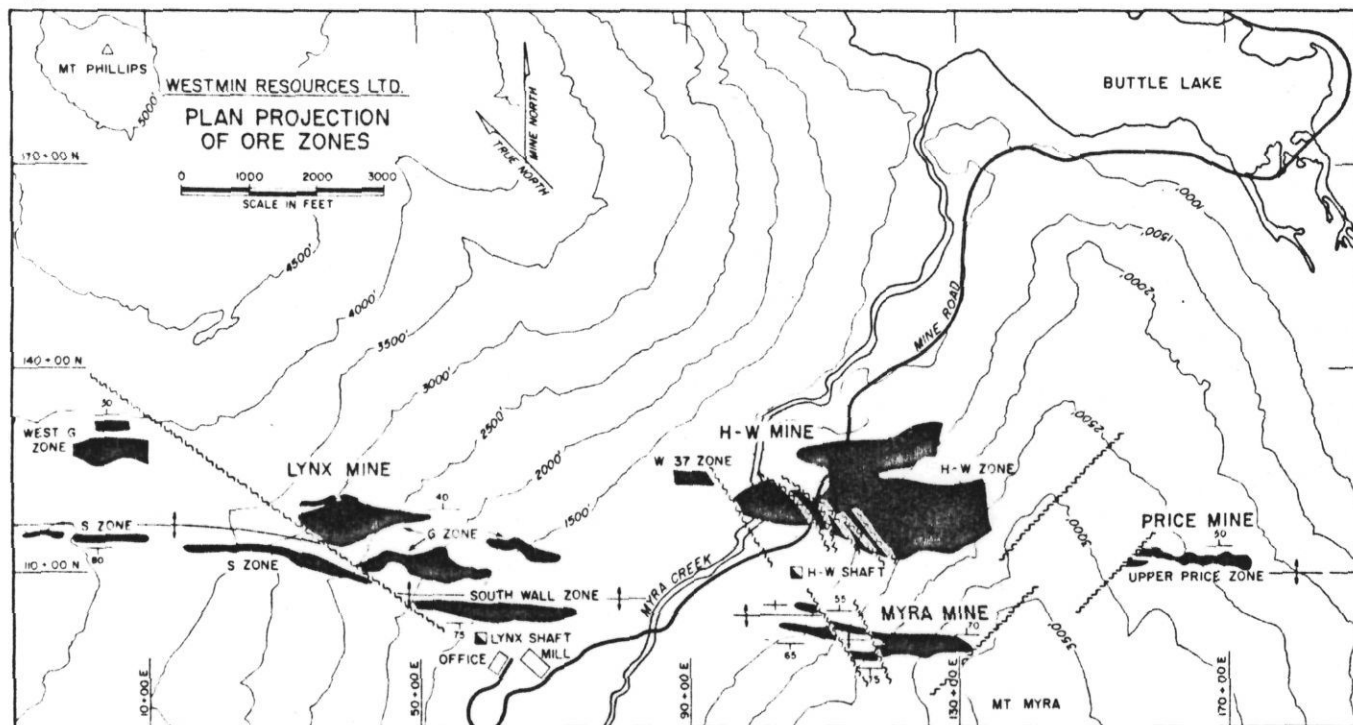 MT PHILLIPS
5000'
WESTMIN RESOURCES LTD.
PLAN PROJECTION
OF ORE ZONES
0 1000 2000 3000
SCALE IN FEET
TRUE NORTH
MINE NORTH
BUTTLE LAKE
170+00 N
4500'
4000'
3500'
3000'
2500'
2000'
1500'
MINE ROAD
1000'
1500'
2000'
2500'
3000'
3500'
140+00 N
WEST G
ZONE
LYNX MINE
40
G ZONE
S ZONE
80
S ZONE
110+00 N
SOUTH WALL ZONE
75
LYNX SHAFT
MILL
OFFICE
MYRA CREEK
H-W MINE
W 37 ZONE
H-W ZONE
H-W SHAFT
PRICE MINE
50
UPPER PRICE ZONE
MYRA MINE
55
65
70
75
MT MYRA
10+00 E
50+00 E
90+00 E
130+00 E
170+00 E